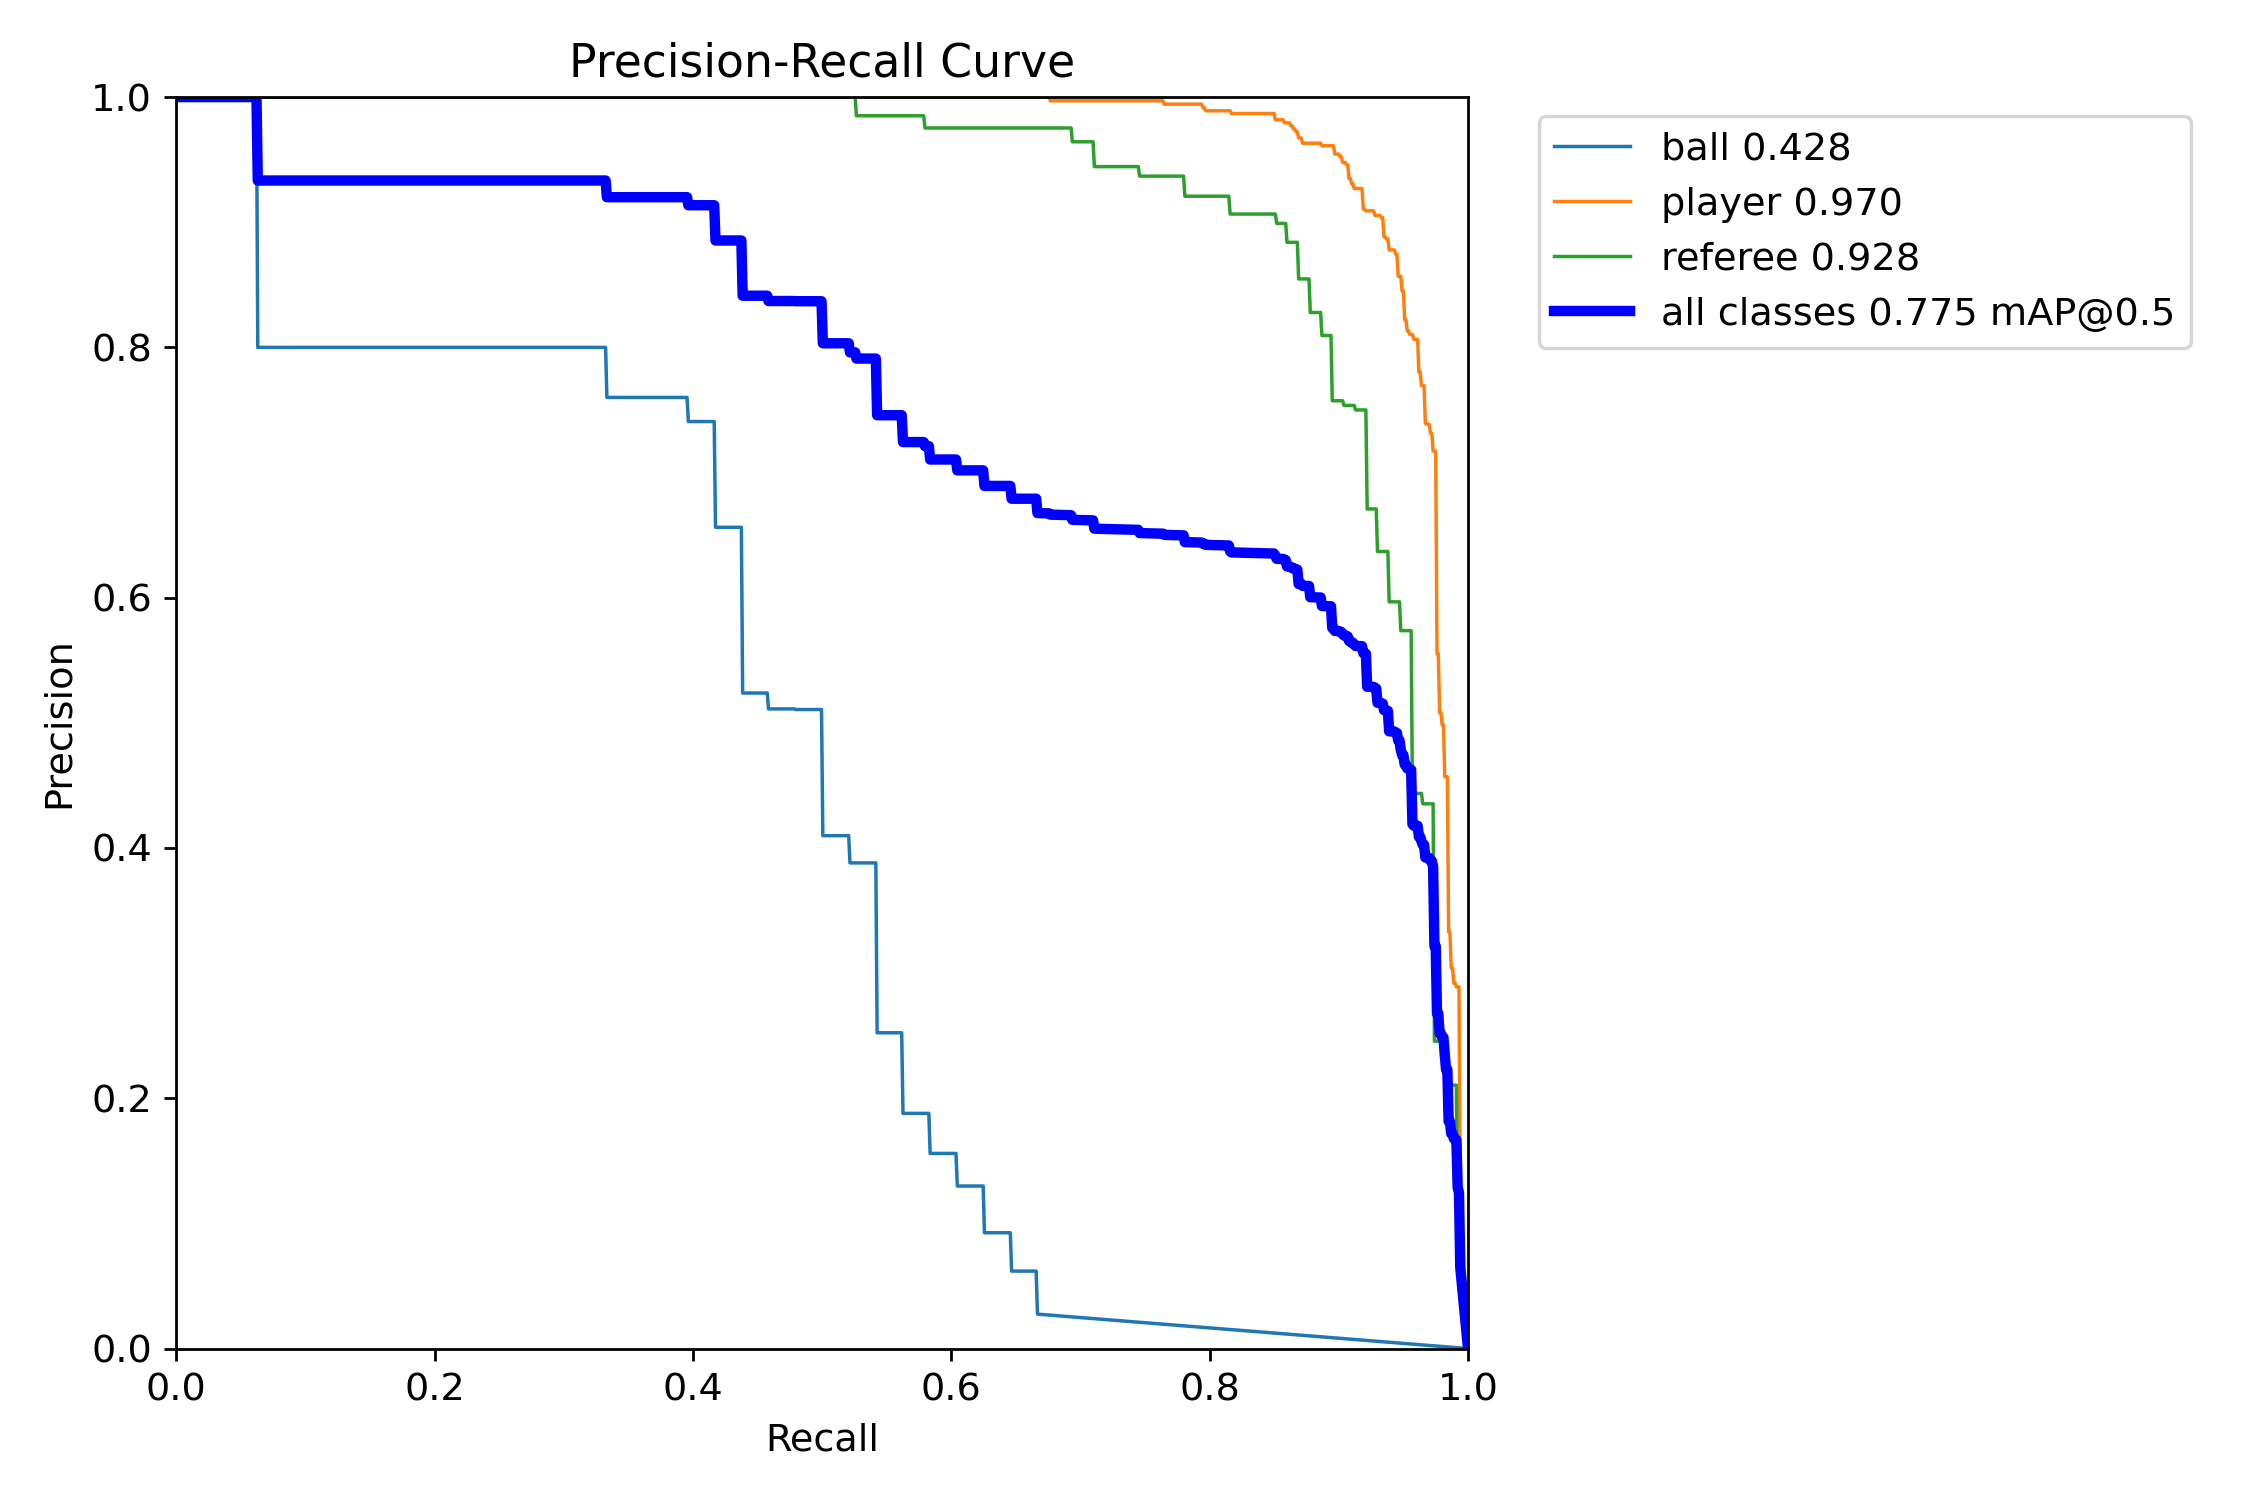 Precision-Recall Curve
1.0
0.8
0.6
0.4
0.2
0.0
Precision
0.0 0.2 0.4 0.6 0.8 1.0
Recall
ball 0.428
player 0.970
referee 0.928
all classes 0.775 mAP@0.5